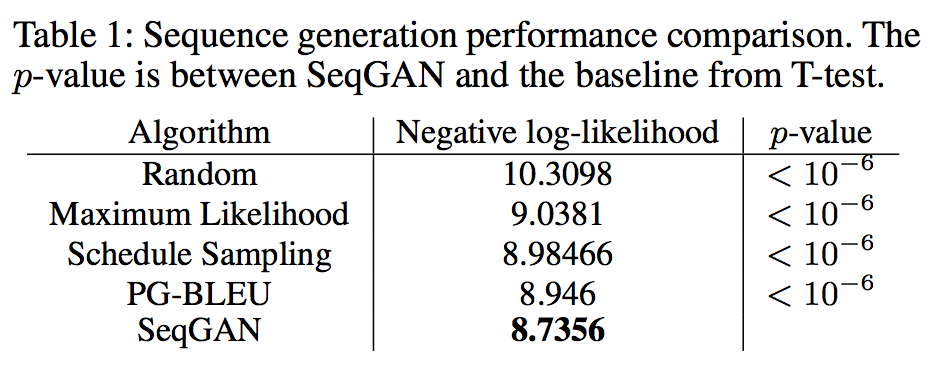 Table 1: Sequence generation performance comparison. The
p-value is between SeqGAN and the baseline from T-test.
Algorithm Negative log-likelihood p-value
Random 10.3098 < 10⁻⁶
Maximum Likelihood 9.0381 < 10⁻⁶
Schedule Sampling 8.98466 < 10⁻⁶
PG-BLEU 8.946 < 10⁻⁶
SeqGAN 8.7356